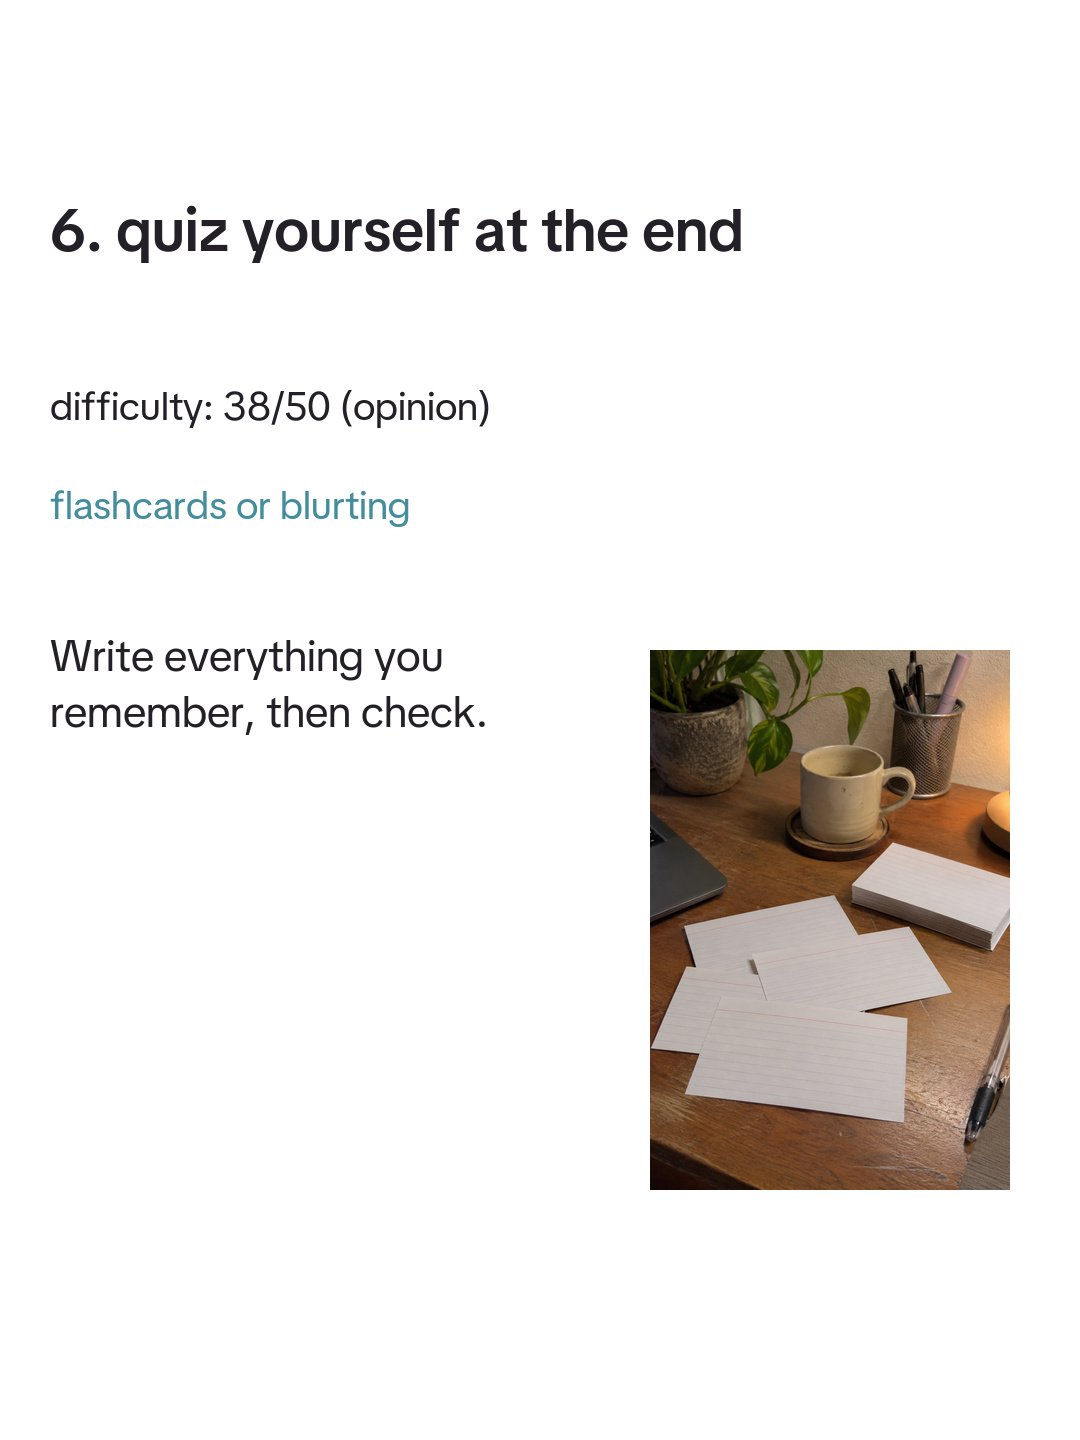 6. quiz yourself at the end
difficulty: 38/50 (opinion)
flashcards or blurting
Write everything you
remember, then check.